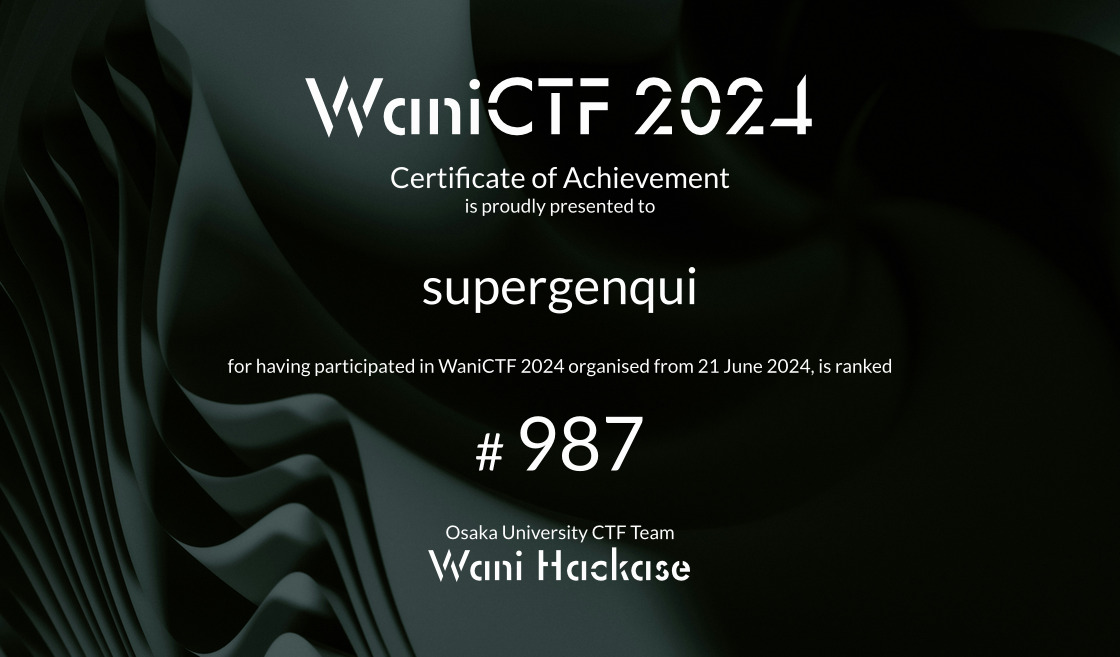 WaniCTF 2024
Certificate of Achievement
is proudly presented to
supergenqui
for having participated in WaniCTF 2024 organised from 21 June 2024, is ranked
# 987
Osaka University CTF Team
Wani Hackase